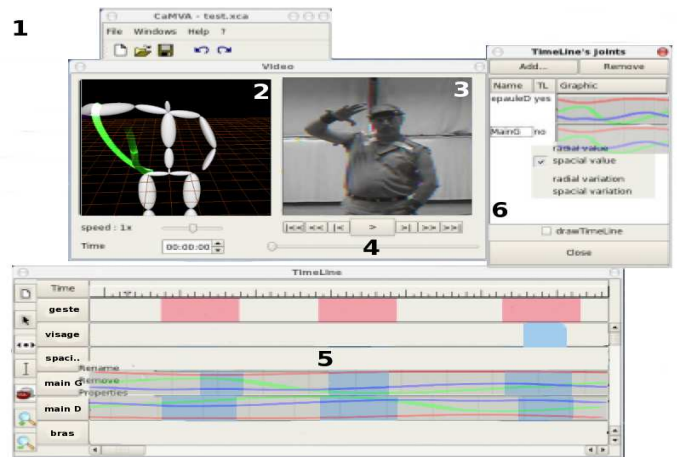 1
CaMVA - test.xca
File Windows Help ?
Video
2
3
speed : 1x
Time 00:00:00
|<< << |< > >| >> >>|
4
TimeLine's Joints
Add... Remove
Name TL Graphic
epauleD yes
MainG no
radial value
spacial value
radial variation
spacial variation
6
drawTimeLine
Close
TimeLine
Time
geste
visage
spaci..
5
Rename
main G
Remove
Properties
main D
bras